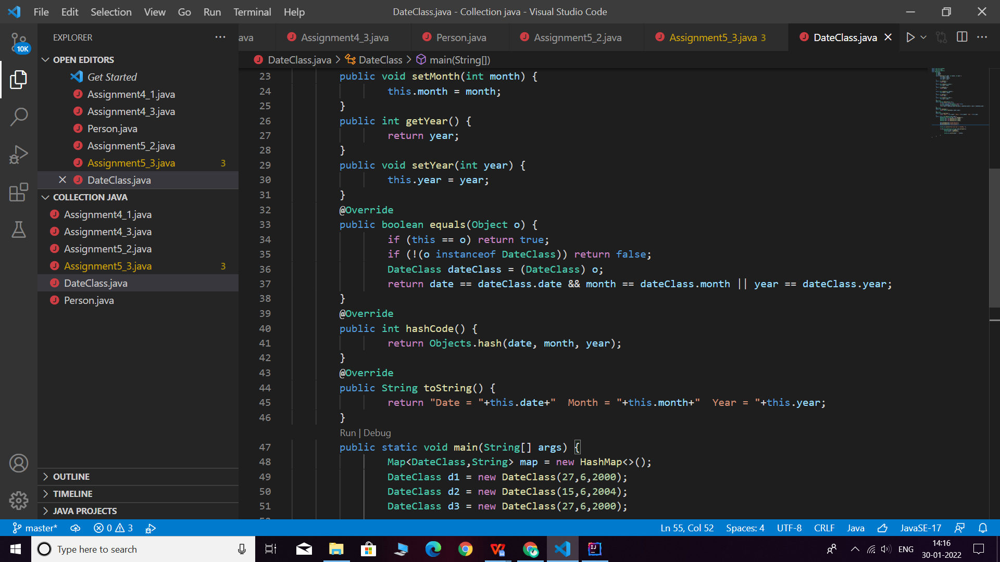 File Edit Selection View Go Run Terminal Help
DateClass.java - Collection java - Visual Studio Code
10K
EXPLORER
OPEN EDITORS
Get Started
Assignment4_1.java
Assignment4_3.java
Person.java
Assignment5_2.java
Assignment5_3.java 3
DateClass.java
COLLECTION JAVA
Assignment4_1.java
Assignment4_3.java
Assignment5_2.java
Assignment5_3.java 3
DateClass.java
Person.java
OUTLINE
TIMELINE
JAVA PROJECTS
ava Assignment4_3.java Person.java Assignment5_2.java Assignment5_3.java 3 DateClass.java
DateClass.java > DateClass > main(String[])
23 public void setMonth(int month) {
24 this.month = month;
25 }
26 public int getYear() {
27 return year;
28 }
29 public void setYear(int year) {
30 this.year = year;
31 }
32 @Override
33 public boolean equals(Object o) {
34 if (this == o) return true;
35 if (!(o instanceof DateClass)) return false;
36 DateClass dateClass = (DateClass) o;
37 return date == dateClass.date && month == dateClass.month || year == dateClass.year;
38 }
39 @Override
40 public int hashCode() {
41 return Objects.hash(date, month, year);
42 }
43 @Override
44 public String toString() {
45 return "Date = "+this.date+"  Month = "+this.month+"  Year = "+this.year;
46 }
Run | Debug
47 public static void main(String[] args) {
48 Map<DateClass,String> map = new HashMap<>();
49 DateClass d1 = new DateClass(27,6,2000);
50 DateClass d2 = new DateClass(15,6,2004);
51 DateClass d3 = new DateClass(27,6,2000);
master* 0 3 Ln 55, Col 52 Spaces: 4 UTF-8 CRLF Java JavaSE-17
Type here to search
ENG
14:16
30-01-2022